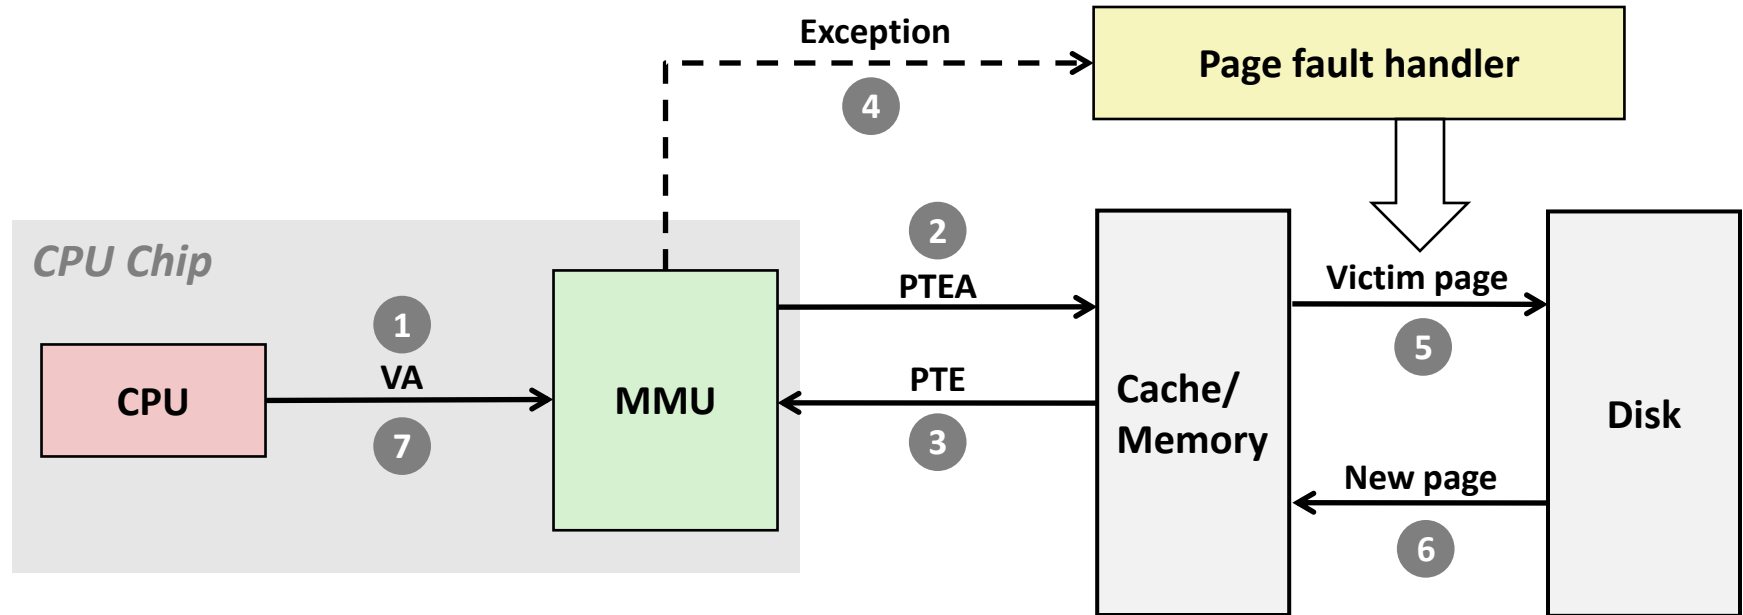 Exception
Page fault handler
4
CPU Chip
2
PTEA
Victim page
1
5
VA
CPU
MMU
PTE
Cache/
Memory
Disk
7
3
New page
6